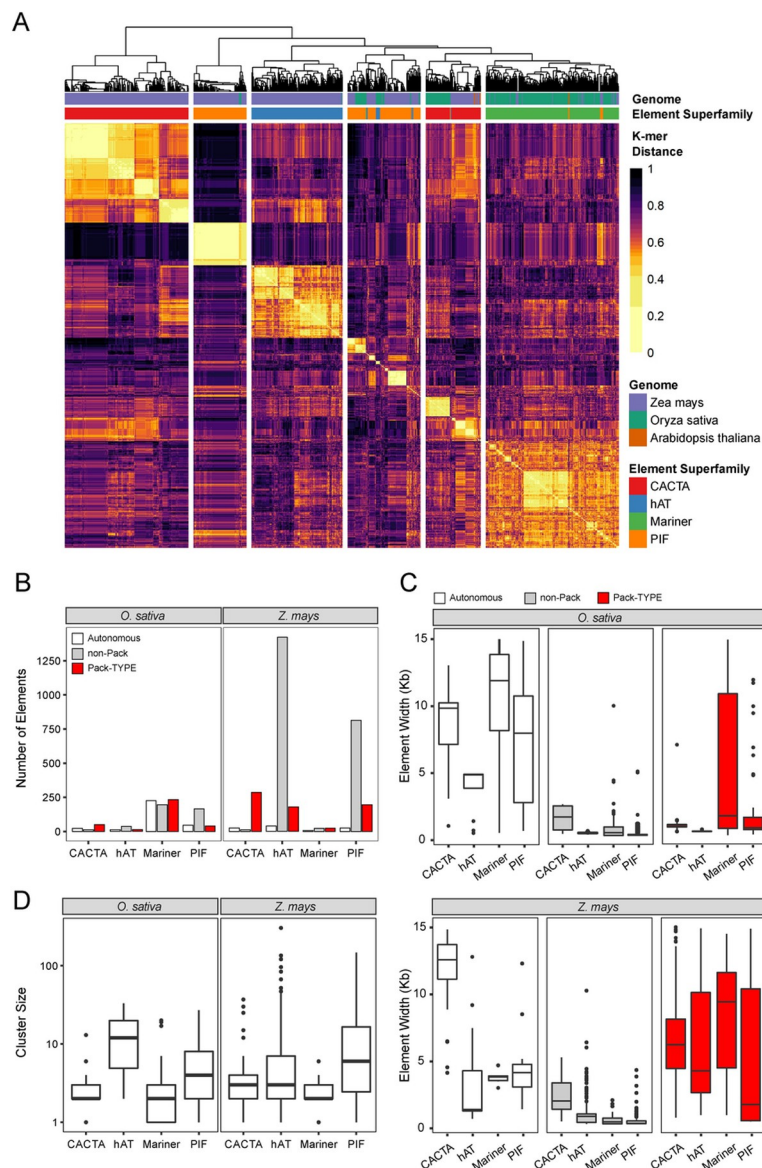 A
Genome
Element Superfamily
K-mer
Distance
1
0.8
0.6
0.4
0.2
0
Genome
Zea mays
Oryza sativa
Arabidopsis thaliana
Element Superfamily
CACTA
hAT
Mariner
PIF
B
O. sativa
Z. mays
Autonomous
non-Pack
Pack-TYPE
Number of Elements
1250
1000
750
500
250
0
CACTA hAT Mariner PIF
CACTA hAT Mariner PIF
C
Autonomous non-Pack Pack-TYPE
O. sativa
Element Width (Kb)
15
10
5
0
CACTA hAT Mariner PIF
CACTA hAT Mariner PIF
CACTA hAT Mariner PIF
D
O. sativa
Z. mays
Cluster Size
100
10
1
CACTA hAT Mariner PIF
CACTA hAT Mariner PIF
Z. mays
Element Width (Kb)
15
10
5
0
CACTA hAT Mariner PIF
CACTA hAT Mariner PIF
CACTA hAT Mariner PIF